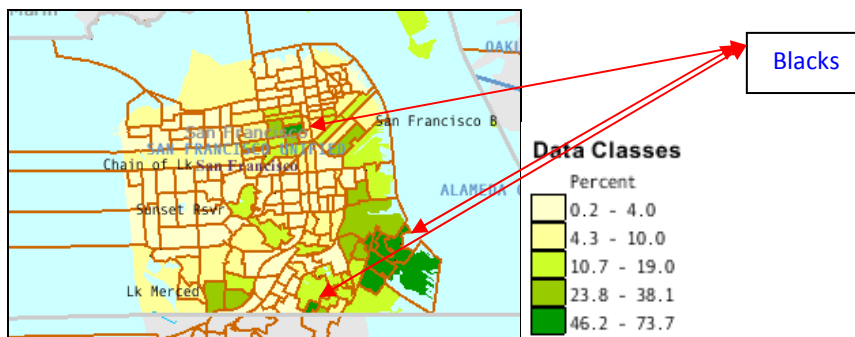 Marin
OAKL
Blacks
San Francisco
San Francisco B
SAN FRANCISCO UNIFIED
Chain of Lk San Francisco
ALAMEDA C
Sunset Rsvr
Lk Merced
Data Classes
Percent
0.2 - 4.0
4.3 - 10.0
10.7 - 19.0
23.8 - 38.1
46.2 - 73.7